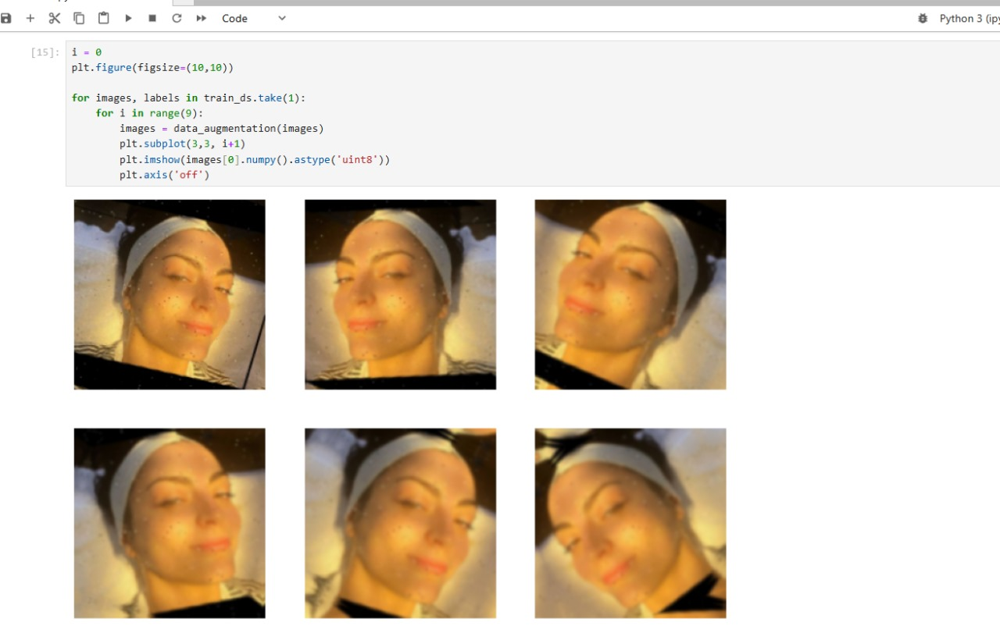 Code
Python 3 (ipy
[15]:
i = 0
plt.figure(figsize=(10,10))
for images, labels in train_ds.take(1):
    for i in range(9):
        images = data_augmentation(images)
        plt.subplot(3,3, i+1)
        plt.imshow(images[0].numpy().astype('uint8'))
        plt.axis('off')